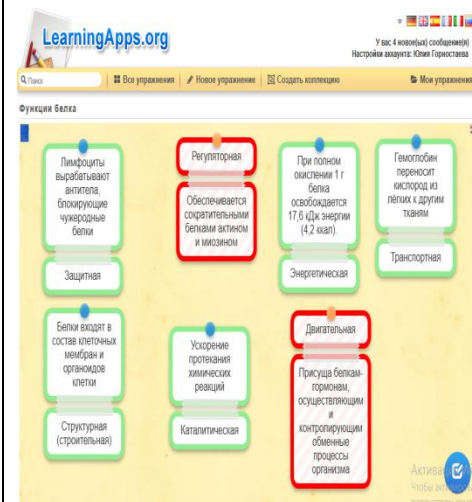 LearningApps.org
У вас 4 новое(ых) сообщение(я)
Настройки аккаунта: Юлия Горностаева
Поиск
Все упражнения
Новое упражнение
Создать коллекцию
Мои упражнения
Функции белка
Лимфоциты
вырабатывают
антитела,
блокирующие
чужеродные
белки
Защитная
Регуляторная
Обеспечивается
сократительными
белками актином
и миозином
При полном
окислении 1 г
белка
освобождается
17,6 кДж энергии
(4,2 ккал).
Энергетическая
Гемоглобин
переносит
кислород из
лёгких к другим
тканям
Транспортная
Белки входят в
состав клеточных
мембран и
органоидов
клетки
Структурная
(строительная)
Ускорение
протекания
химических
реакций
Каталитическая
Двигательная
Присуща белкам-
гормонам,
осуществляющим
и
контролирующим
обменные
процессы
организма